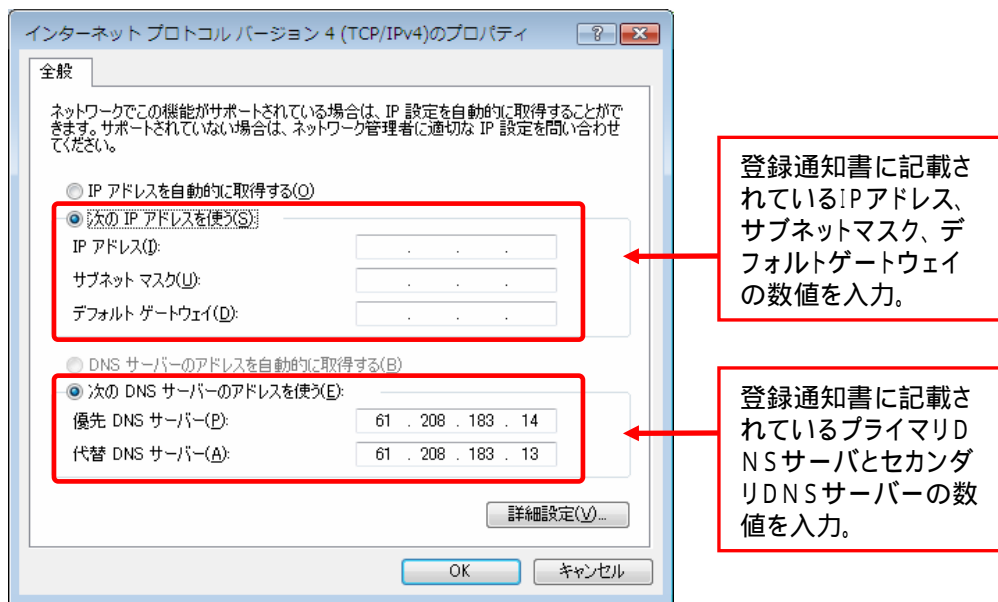 インターネット プロトコル バージョン 4 (TCP/IPv4)のプロパティ
全般
ネットワークでこの機能がサポートされている場合は、IP 設定を自動的に取得することがで
きます。サポートされていない場合は、ネットワーク管理者に適切な IP 設定を問い合わせ
てください。
IP アドレスを自動的に取得する(O)
次の IP アドレスを使う(S):
IP アドレス(I):
サブネット マスク(U):
デフォルト ゲートウェイ(D):
登録通知書に記載さ
れているIPアドレス、
サブネットマスク、デ
フォルトゲートウェイ
の数値を入力。
DNS サーバーのアドレスを自動的に取得する(B)
次の DNS サーバーのアドレスを使う(E):
優先 DNS サーバー(P): 61 . 208 . 183 . 14
代替 DNS サーバー(A): 61 . 208 . 183 . 13
登録通知書に記載さ
れているプライマリD
NSサーバとセカンダ
リDNSサーバーの数
値を入力。
詳細設定(V)...
OK キャンセル